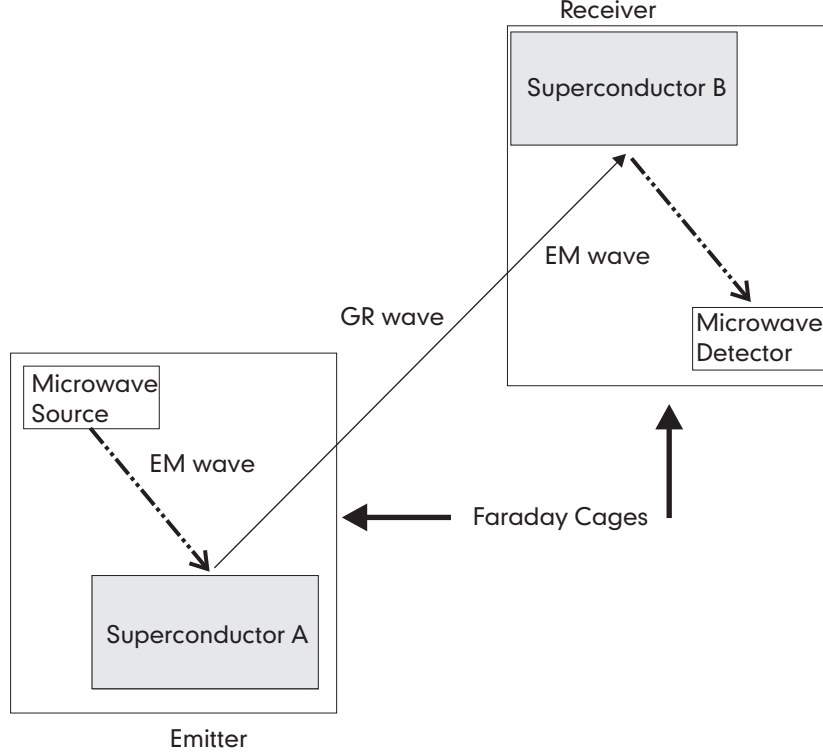 Receiver
Superconductor B
EM wave
GR wave
Microwave
Detector
Microwave
Source
EM wave
Faraday Cages
Superconductor A
Emitter